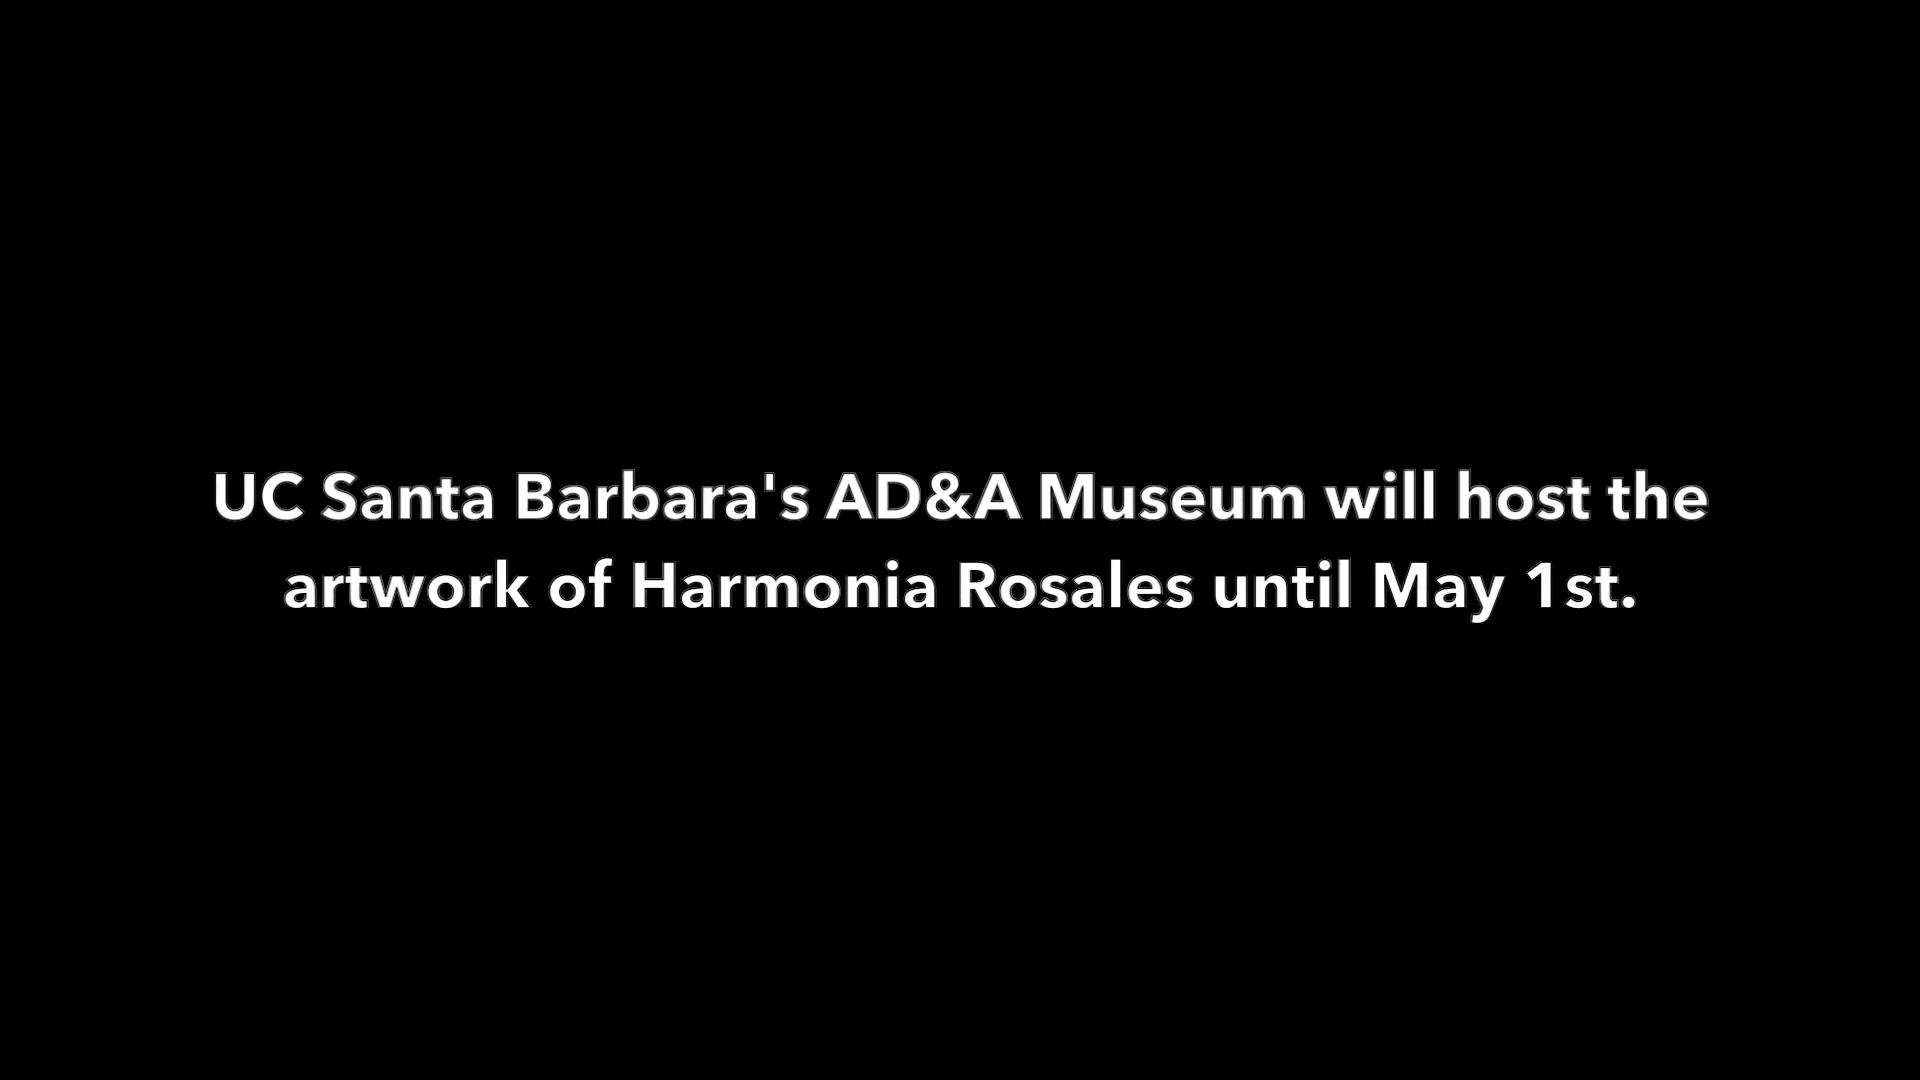 UC Santa Barbara's AD&A Museum will host the
artwork of Harmonia Rosales until May 1st.